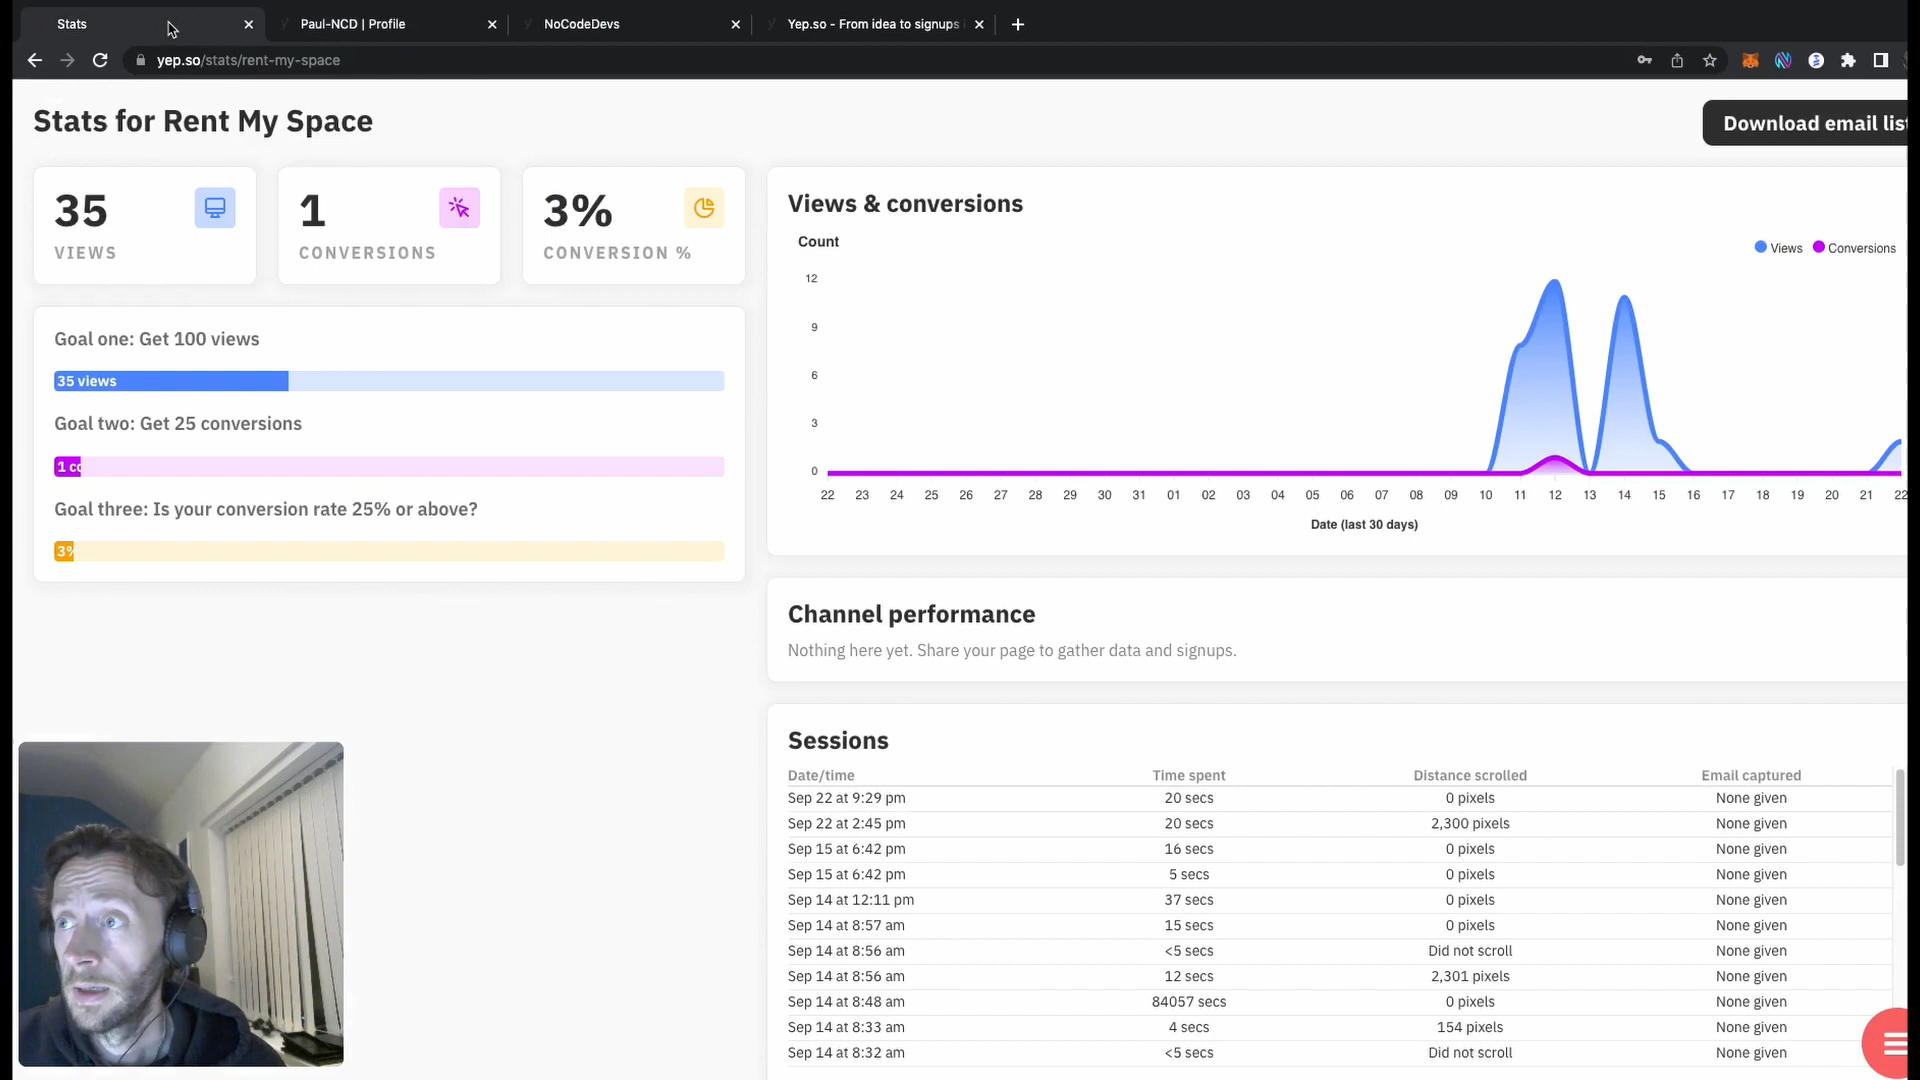 Stats
Paul-NCD | Profile
NoCodeDevs
Yep.so - From idea to signups
yep.so/stats/rent-my-space
Stats for Rent My Space
Download email list
35
VIEWS
1
CONVERSIONS
3%
CONVERSION %
Goal one: Get 100 views
35 views
Goal two: Get 25 conversions
1 co
Goal three: Is your conversion rate 25% or above?
3%
Views & conversions
Count
Views
Conversions
12
9
6
3
0
22 23 24 25 26 27 28 29 30 31 01 02 03 04 05 06 07 08 09 10 11 12 13 14 15 16 17 18 19 20 21 22
Date (last 30 days)
Channel performance
Nothing here yet. Share your page to gather data and signups.
Sessions
Date/time Time spent Distance scrolled Email captured
Sep 22 at 9:29 pm 20 secs 0 pixels None given
Sep 22 at 2:45 pm 20 secs 2,300 pixels None given
Sep 15 at 6:42 pm 16 secs 0 pixels None given
Sep 15 at 6:42 pm 5 secs 0 pixels None given
Sep 14 at 12:11 pm 37 secs 0 pixels None given
Sep 14 at 8:57 am 15 secs 0 pixels None given
Sep 14 at 8:56 am <5 secs Did not scroll None given
Sep 14 at 8:56 am 12 secs 2,301 pixels None given
Sep 14 at 8:48 am 84057 secs 0 pixels None given
Sep 14 at 8:33 am 4 secs 154 pixels None given
Sep 14 at 8:32 am <5 secs Did not scroll None given